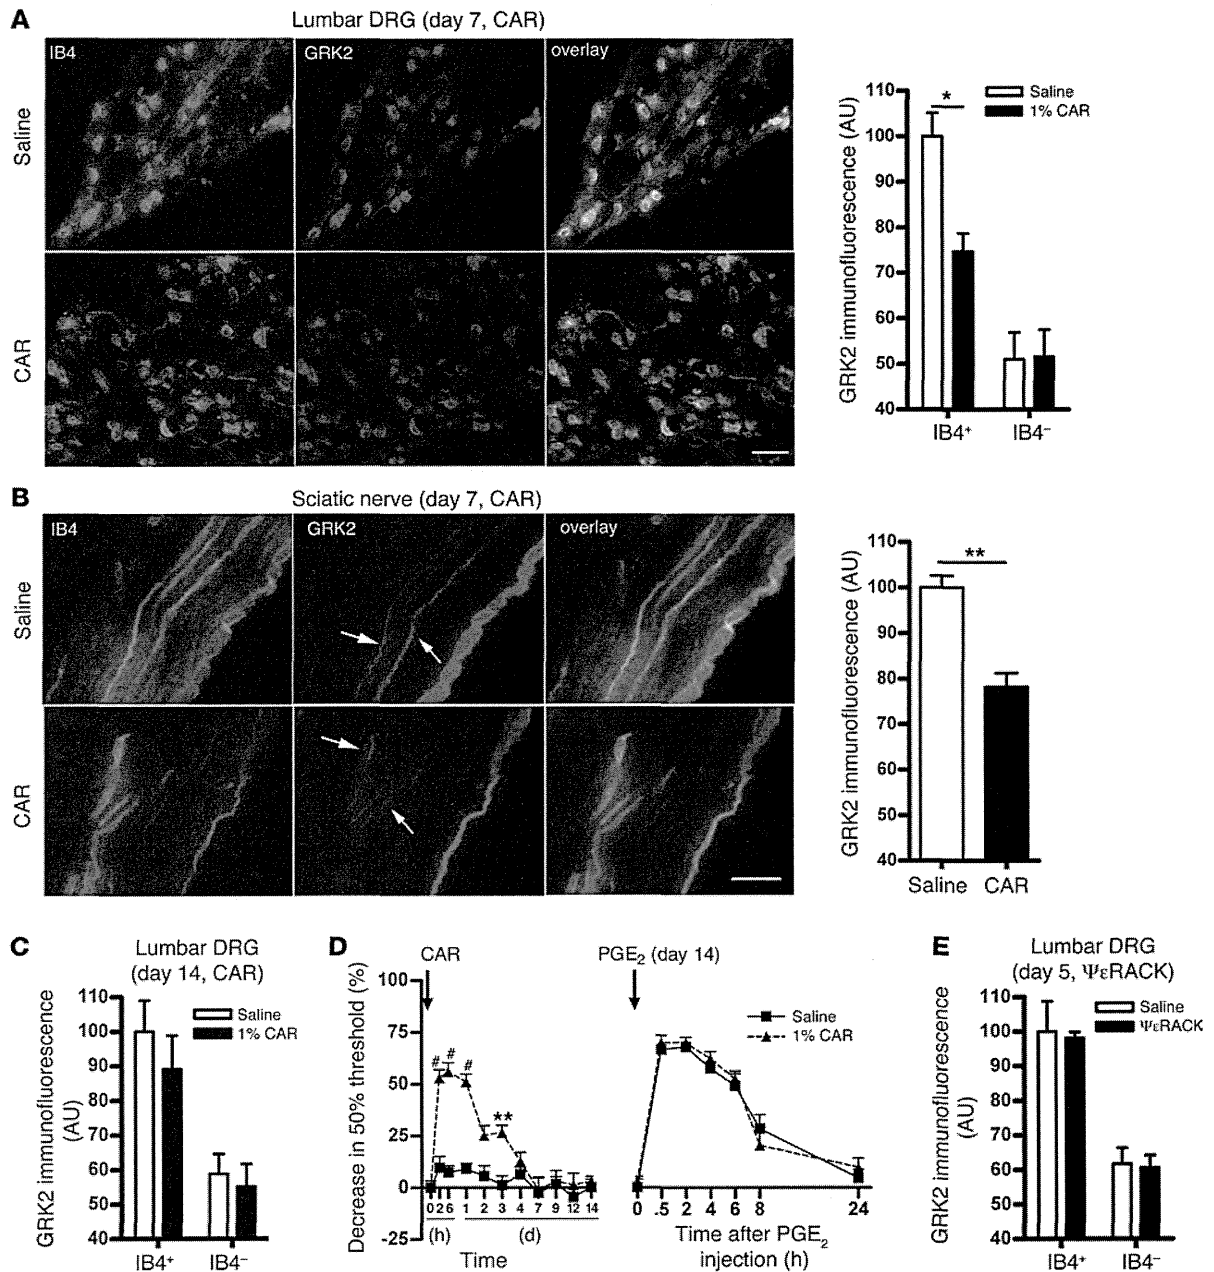 A
Lumbar DRG (day 7, CAR)
IB4
GRK2
overlay
Saline
CAR
GRK2 immunofluorescence (AU)
110
100
90
80
70
60
50
40
*
Saline
1% CAR
IB4⁺
IB4⁻
B
Sciatic nerve (day 7, CAR)
IB4
GRK2
overlay
Saline
CAR
GRK2 immunofluorescence (AU)
110
100
90
80
70
60
50
40
**
Saline
CAR
C
Lumbar DRG
(day 14, CAR)
GRK2 immunofluorescence
(AU)
110
100
90
80
70
60
50
40
Saline
1% CAR
IB4⁺
IB4⁻
D
CAR
PGE₂ (day 14)
Decrease in 50% threshold (%)
100
75
50
25
0
-25
# # #
**
Saline
1% CAR
0 2 6 1 2 3 4 7 9 12 14
(h) (d)
Time
0 .5 2 4 6 8 24
Time after PGE₂
injection (h)
E
Lumbar DRG
(day 5, ΨεRACK)
GRK2 immunofluorescence
(AU)
110
100
90
80
70
60
50
40
Saline
ΨεRACK
IB4⁺
IB4⁻